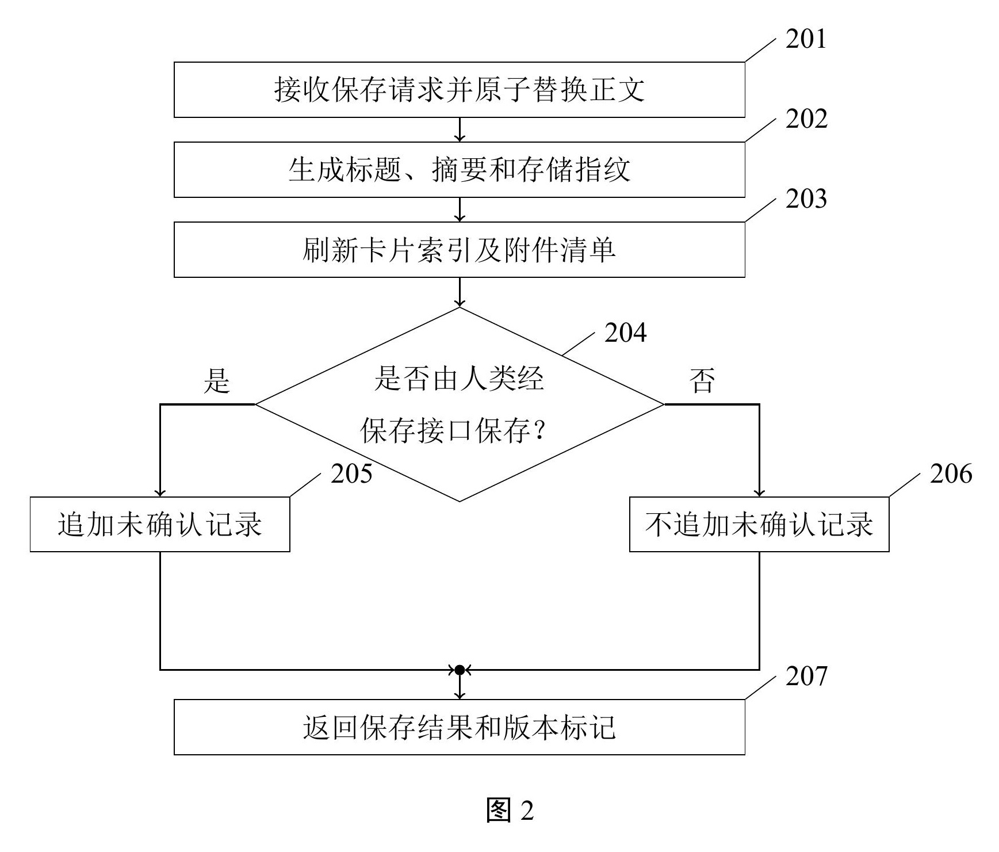 201
接收保存请求并原子替换正文
202
生成标题、摘要和存储指纹
203
刷新卡片索引及附件清单
204
是否由人类经
保存接口保存？
是
否
205
追加未确认记录
206
不追加未确认记录
207
返回保存结果和版本标记
图 2